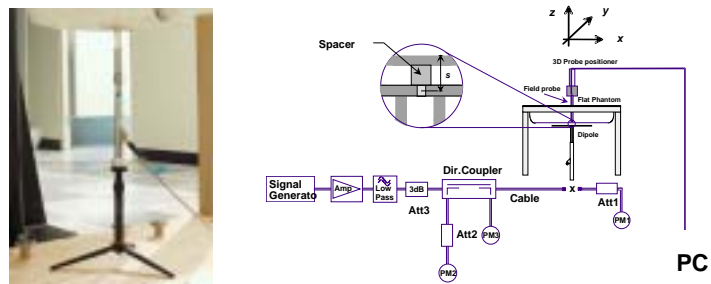 z
y
x
Spacer
s
3D Probe positioner
Field probe
Flat Phantom
Dipole
Dir.Coupler
Signal
Generato
Amp
Low
Pass
3dB
Att3
Cable
x
Att1
PM1
Att2
PM3
PM2
PC